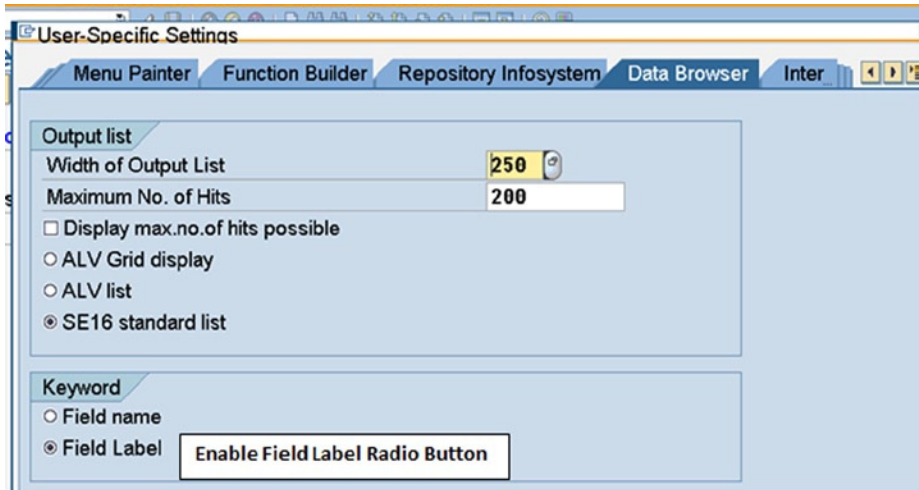 User-Specific Settings
Menu Painter Function Builder Repository Infosystem Data Browser Inter
Output list
Width of Output List 250
Maximum No. of Hits 200
Display max.no.of hits possible
ALV Grid display
ALV list
SE16 standard list
Keyword
Field name
Field Label Enable Field Label Radio Button